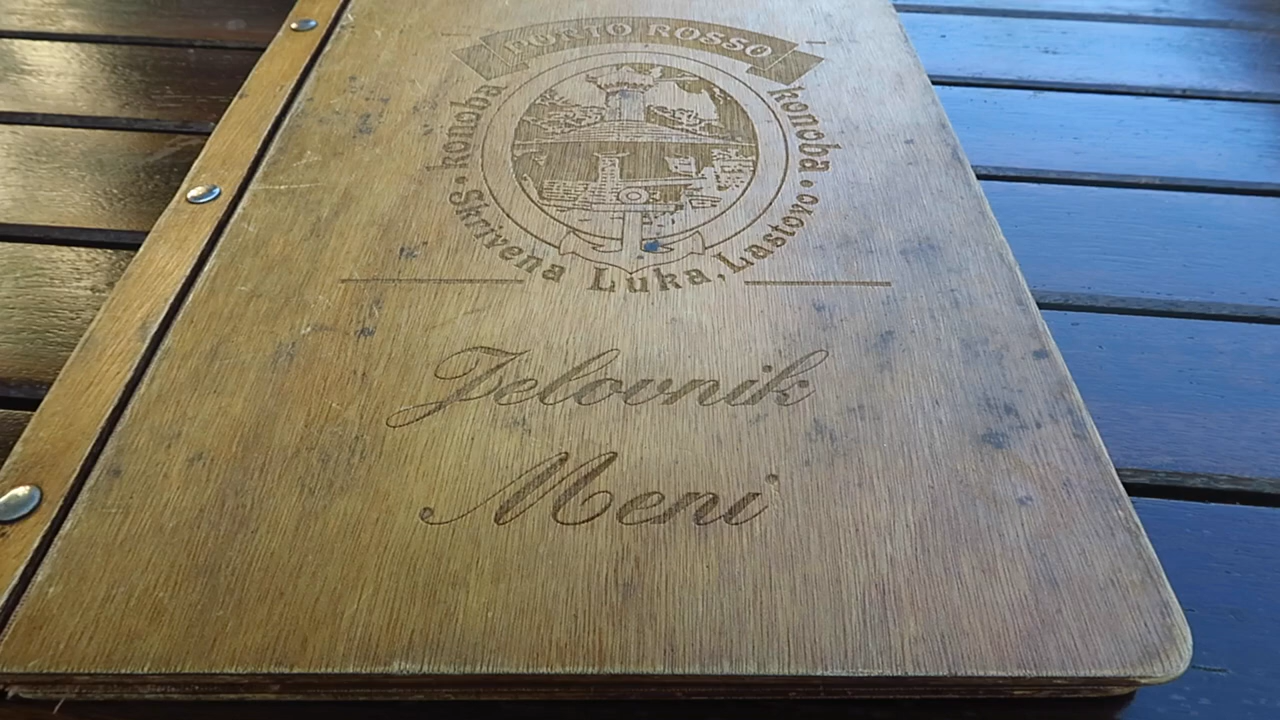 PORTO ROSSO
konoba • Skrivena Luka, Lastovo • konoba
Jelovnik
Meni